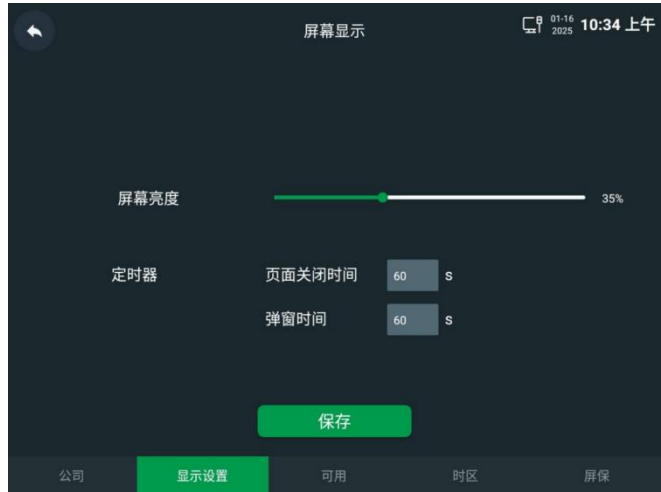 屏幕显示
01-16
2025
10:34 上午
屏幕亮度
35%
定时器
页面关闭时间 60 s
弹窗时间 60 s
保存
公司 显示设置 可用 时区 屏保